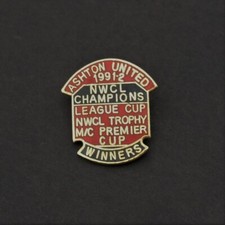 ASHTON UNITED
1991-2
NWCL
CHAMPIONS
LEAGUE CUP
NWCL TROPHY
M/C PREMIER
CUP
WINNERS